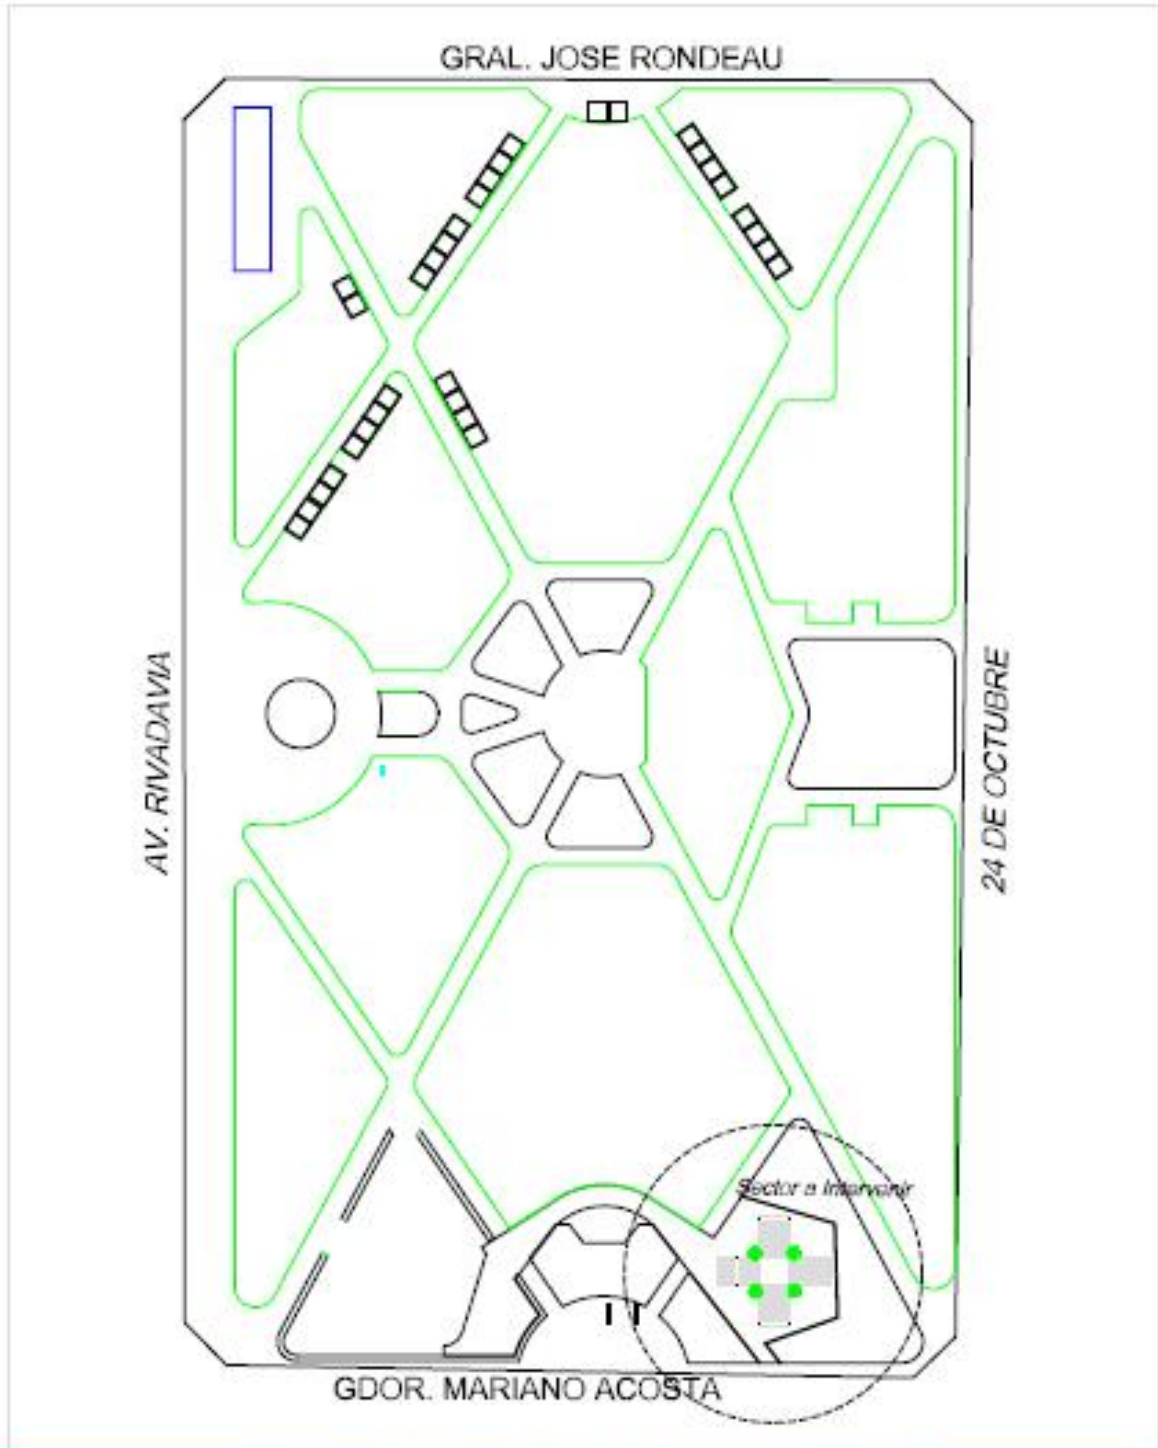 GRAL. JOSE RONDEAU
AV. RIVADAVIA
24 DE OCTUBRE
Sector a Intervenir
GDOR. MARIANO ACOSTA